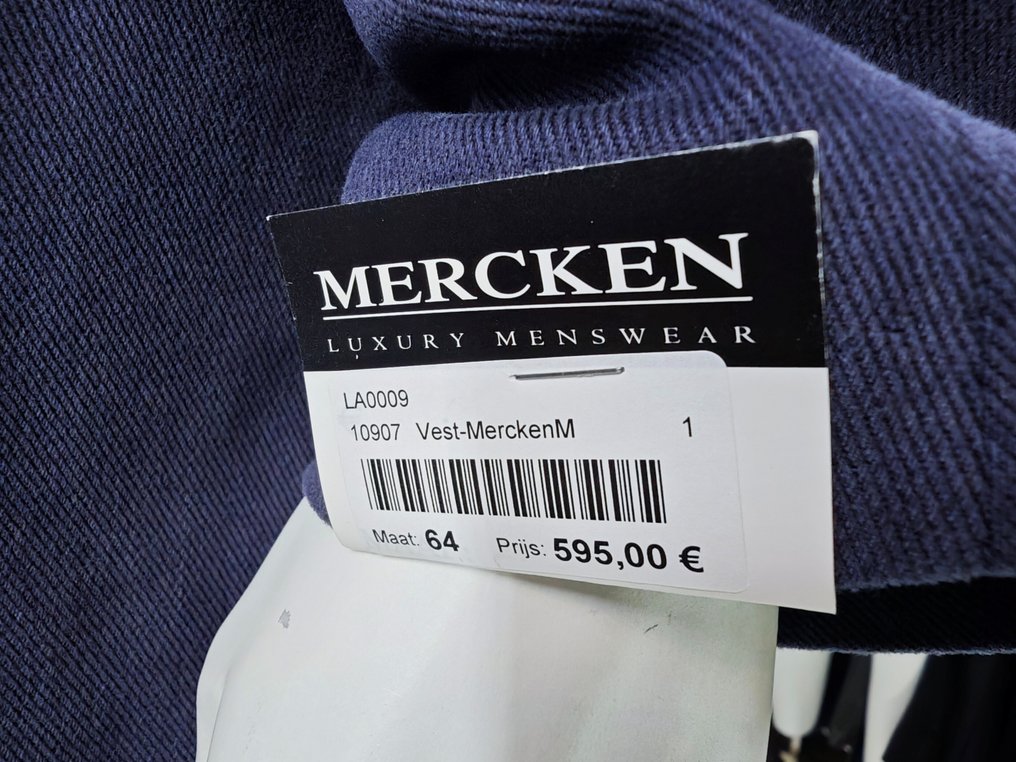 MERCKEN
LUXURY MENSWEAR
LA0009
10907 Vest-MerckenM 1
Maat: 64 Prijs: 595,00 €